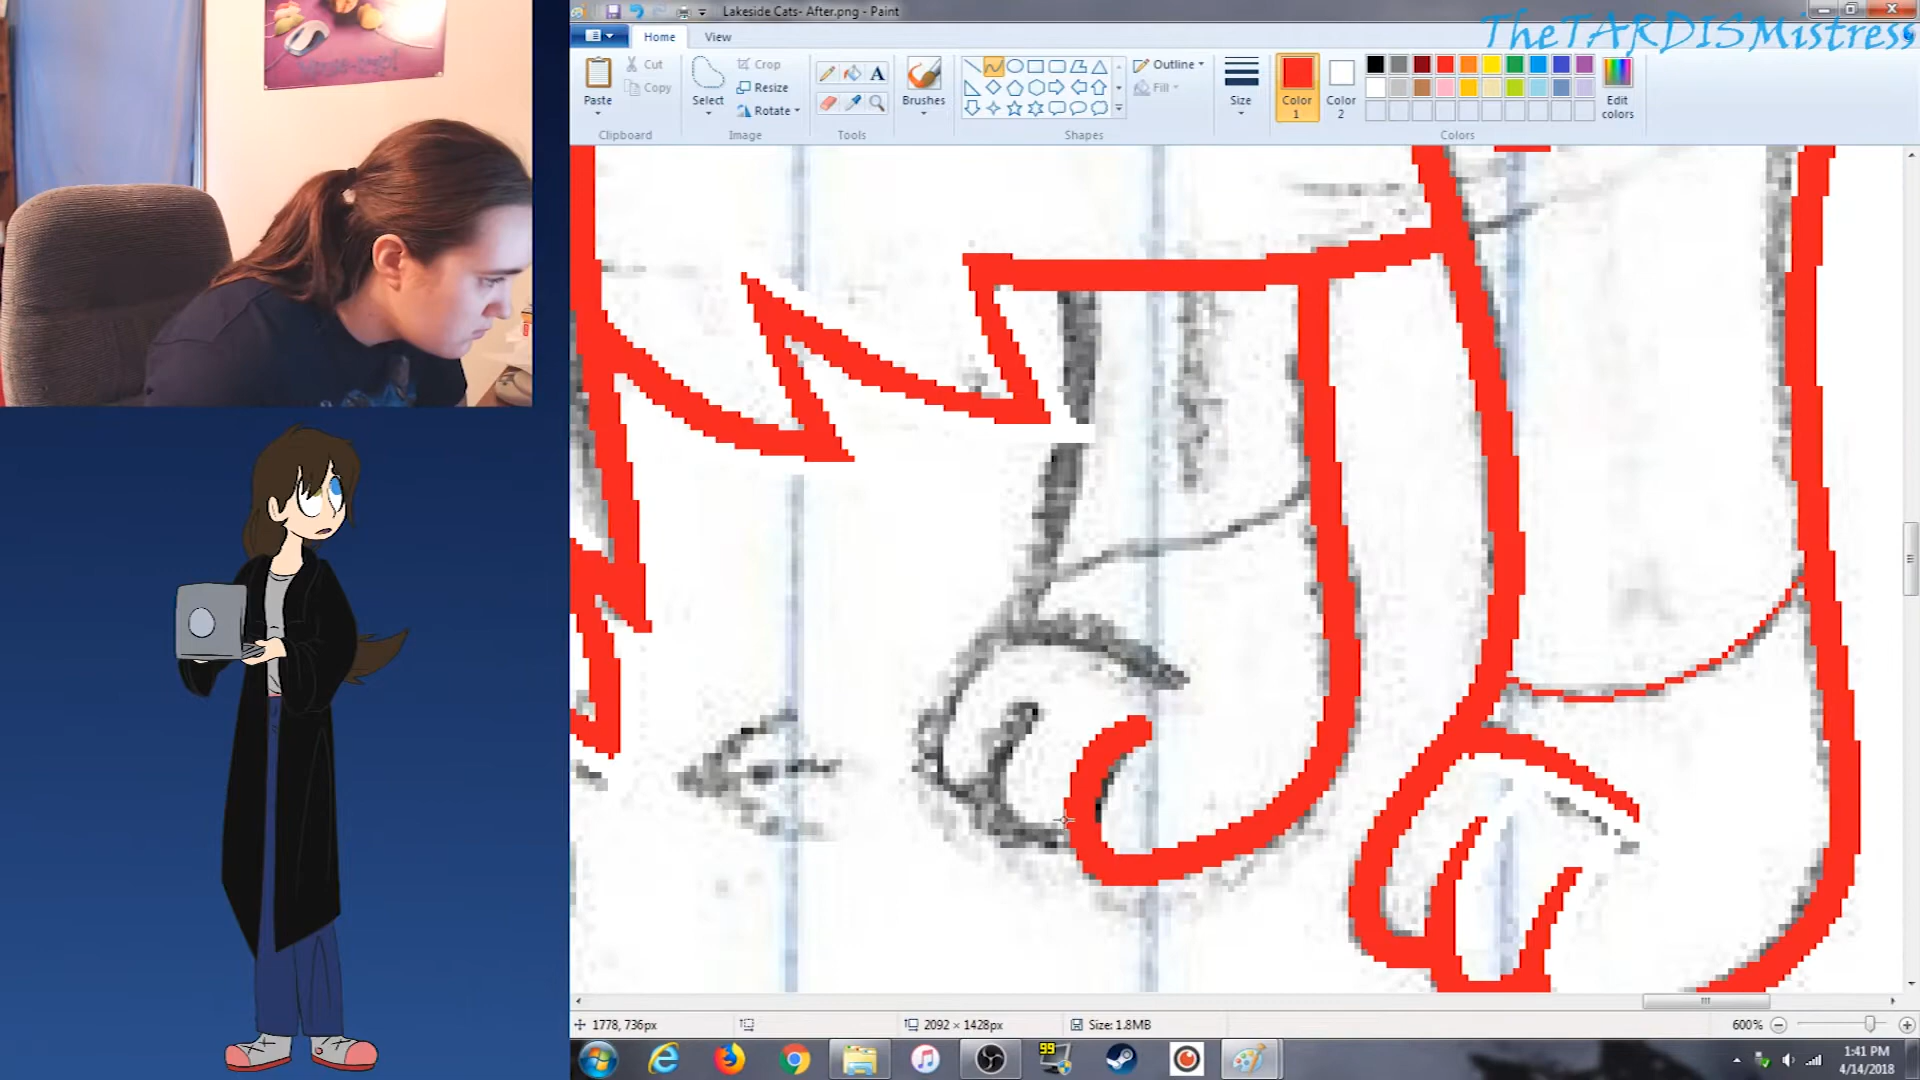 Lakeside Cats- After.png - Paint
TheTARDISMistress
Home
View
Paste
Cut
Copy
Clipboard
Select
Crop
Resize
Rotate
Image
Tools
Brushes
Shapes
Outline
Fill
Size
Color 1
Color 2
Edit colors
Colors
1778, 736px
2092 × 1428px
Size: 1.8MB
600%
99
1:41 PM
4/14/2018